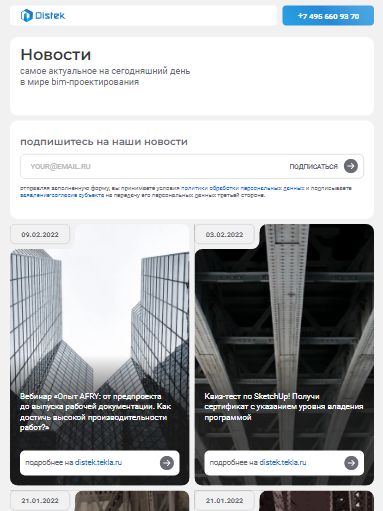 Distek
+7 495 660 93 70
Новости
самое актуальное на сегодняшний день
в мире bim-проектирования
подпишитесь на наши новости
YOUR@EMAIL.RU
ПОДПИСАТЬСЯ
отправляя заполненную форму, вы принимаете условия политики обработки персональных данных и подписываете
заявление-согласие субъекта на передачу его персональных данных третьей стороне.
09.02.2022
03.02.2022
Вебинар «Опыт AFRY: от предпроекта
до выпуска рабочей документации. Как
достичь высокой производительности
работ?»
Квиз-тест по SketchUp! Получи
сертификат с указанием уровня владения
программой
подробнее на distek.tekla.ru
подробнее на distek.tekla.ru
21.01.2022
21.01.2022